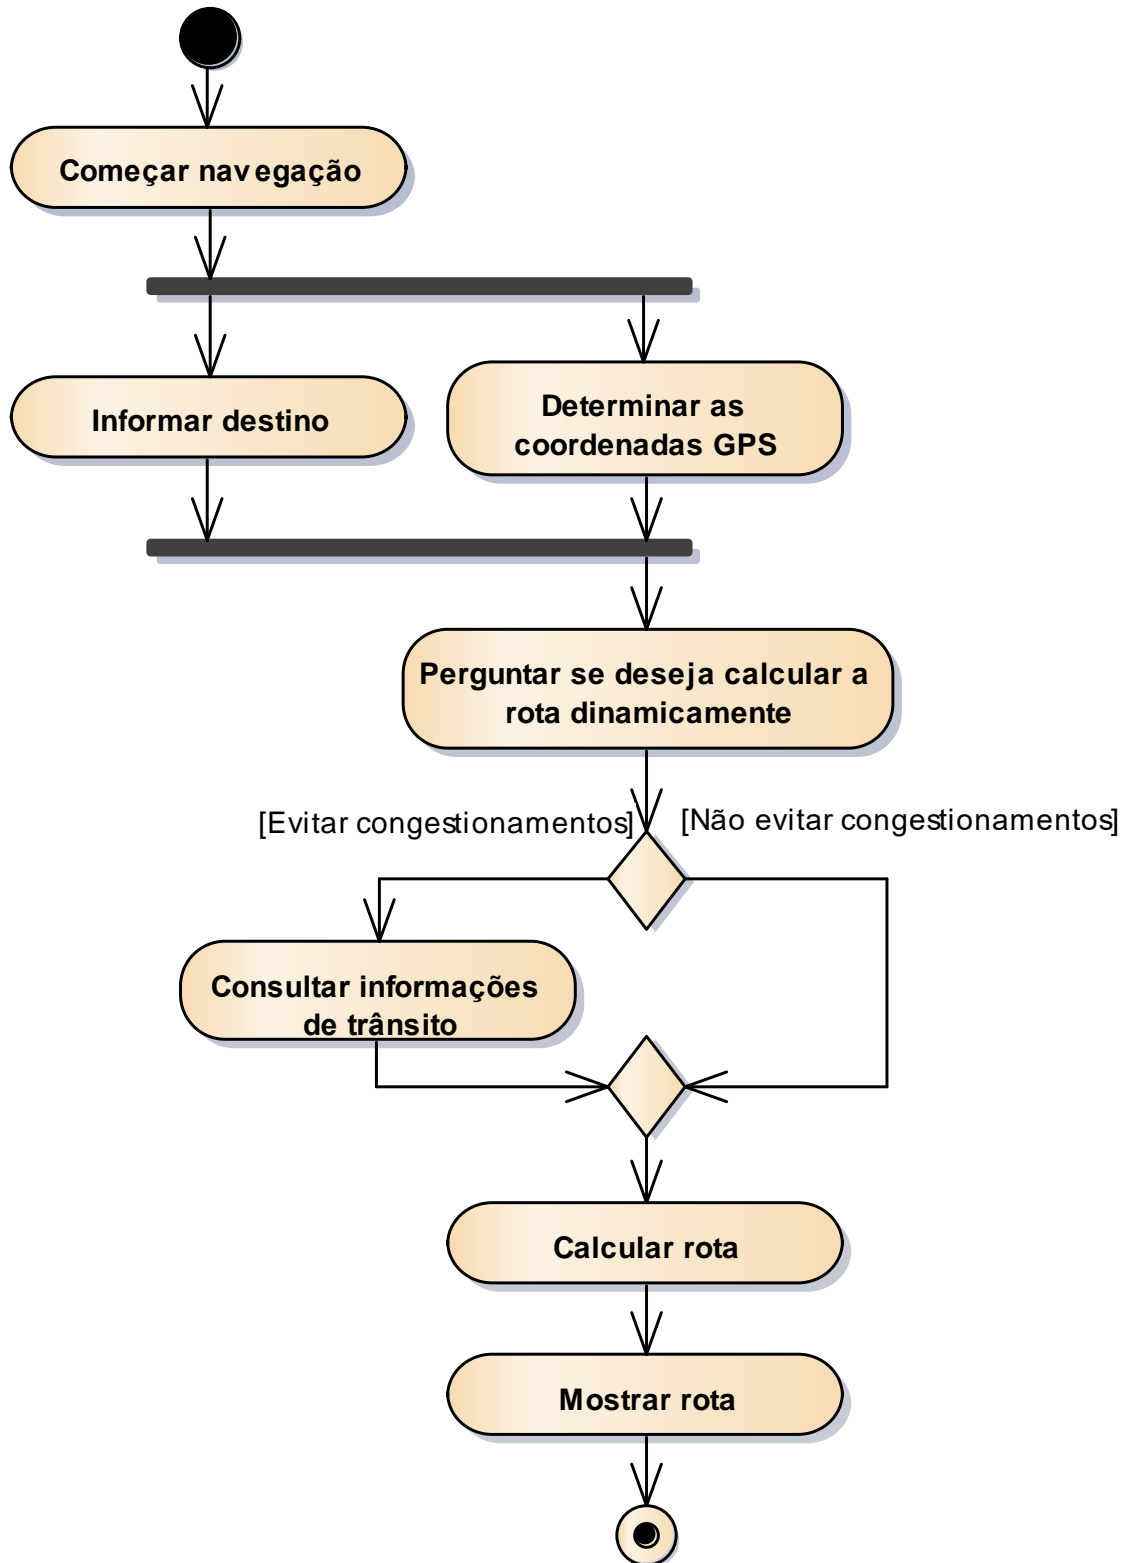 Começar navegação
Informar destino
Determinar as
coordenadas GPS
Perguntar se deseja calcular a
rota dinamicamente
[Evitar congestionamentos]
[Não evitar congestionamentos]
Consultar informações
de trânsito
Calcular rota
Mostrar rota